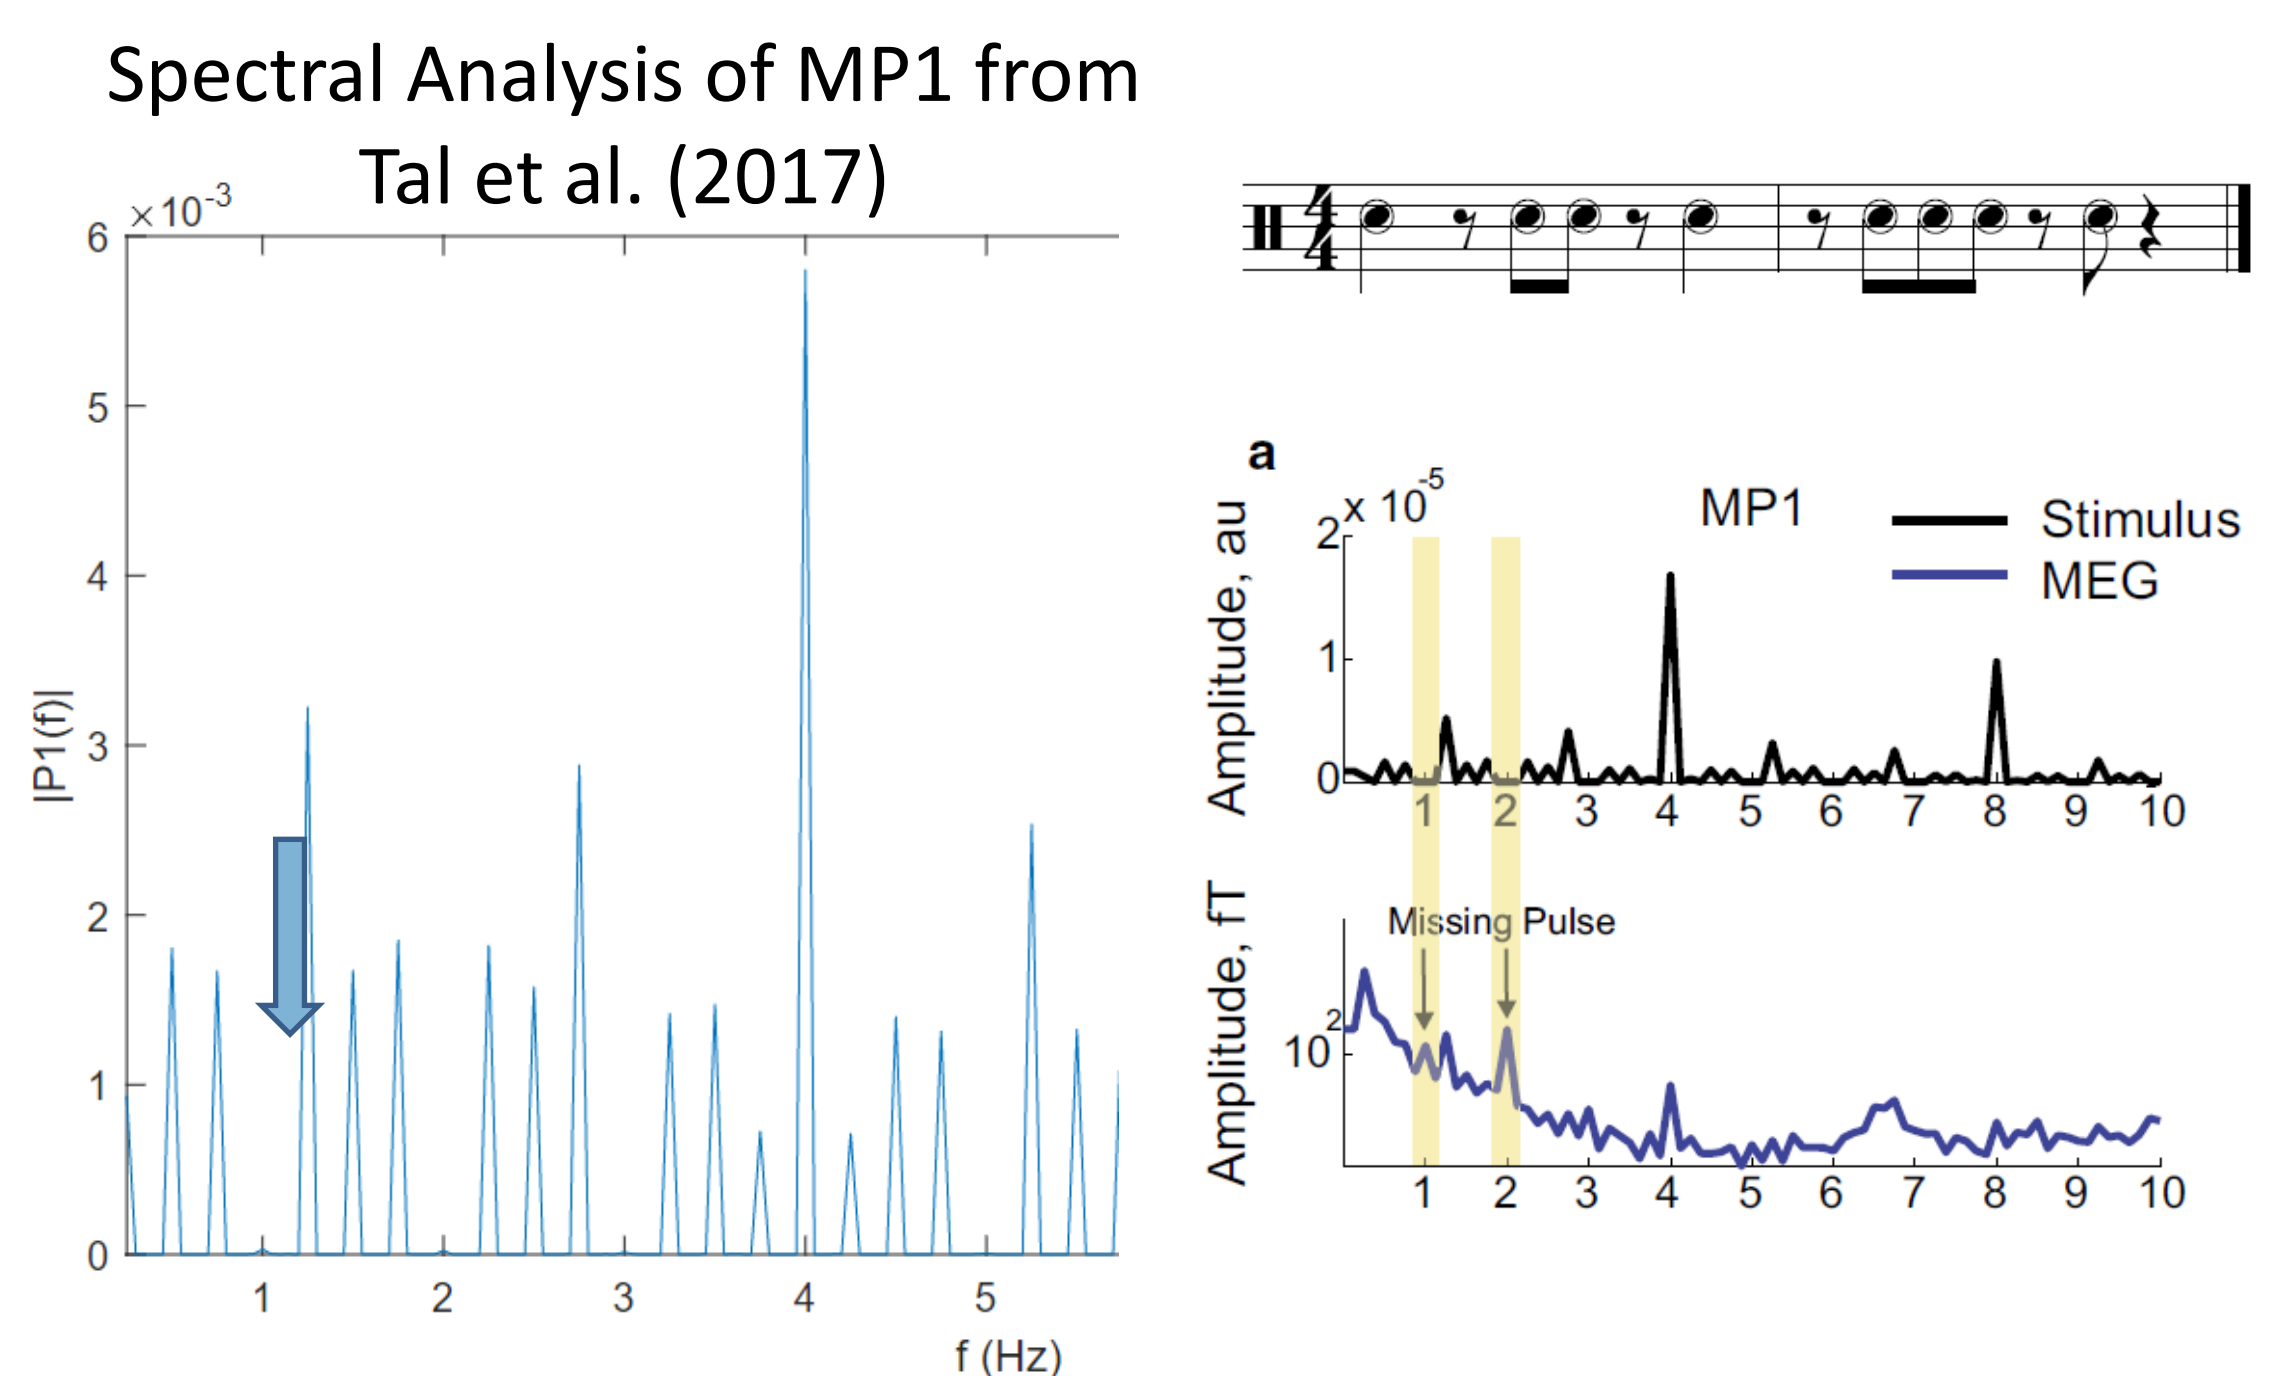 Spectral Analysis of MP1 from
Tal et al. (2017)
×10-3
6
5
4
3
2
1
0
|P1(f)|
1 2 3 4 5
f (Hz)
4
4
a
x 10-5
MP1
Stimulus
MEG
Amplitude, au
2
1
0
1 2 3 4 5 6 7 8 9 10
Missing Pulse
Amplitude, fT
102
1 2 3 4 5 6 7 8 9 10